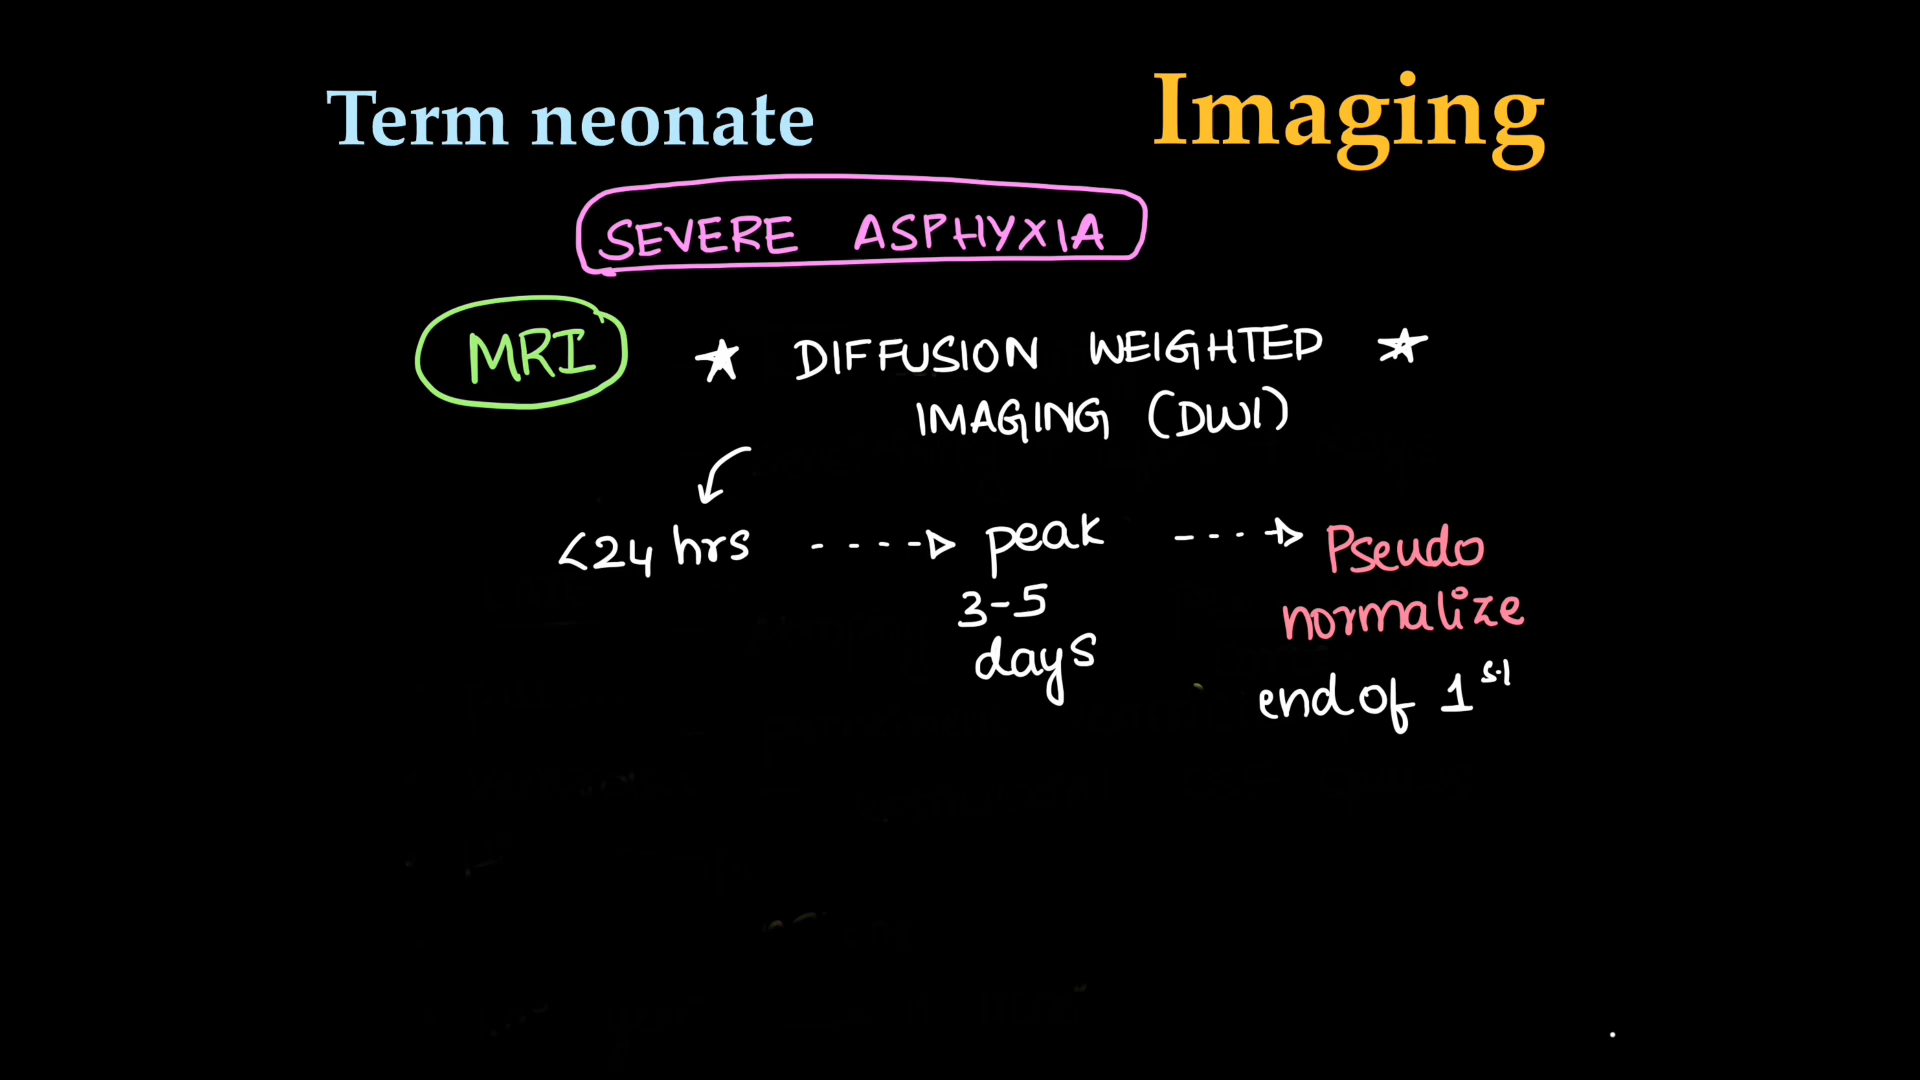 Term neonate Imaging
SEVERE ASPHYXIA
MRI ★ DIFFUSION WEIGHTED ★
IMAGING (DWI)
<24 hrs ----> peak ---> Pseudo
3-5 normalize
days end of 1st